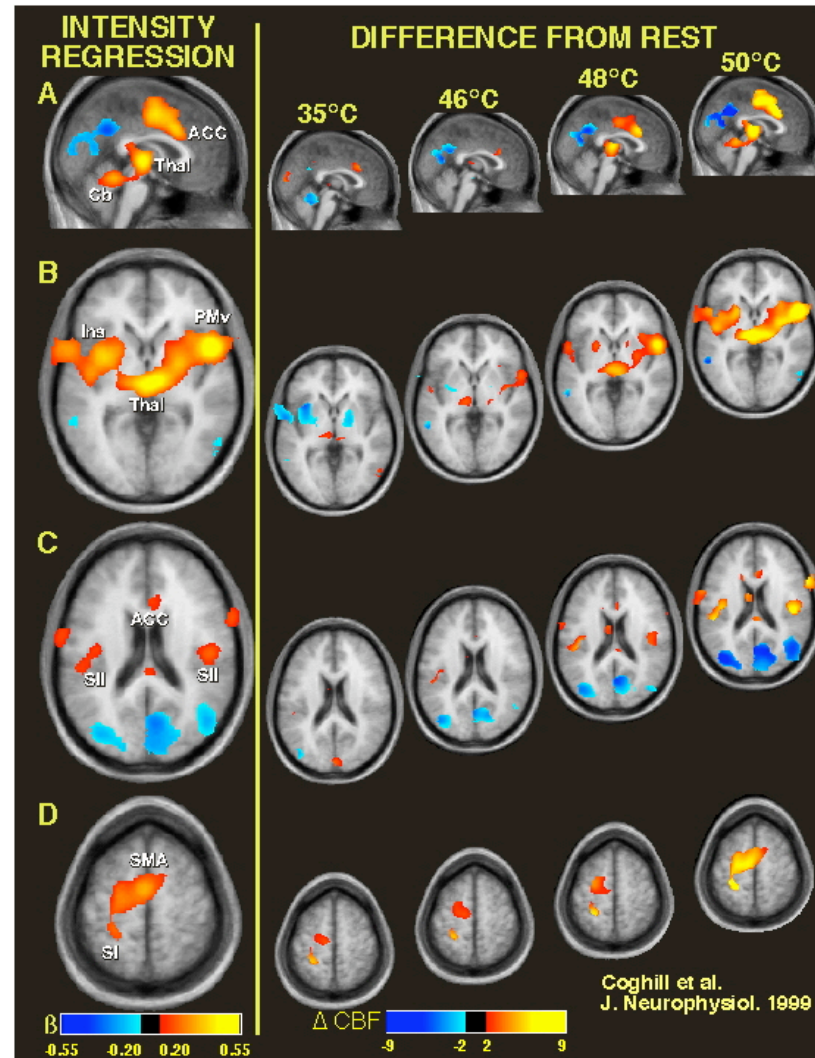 INTENSITY
REGRESSION
DIFFERENCE FROM REST
35°C
46°C
48°C
50°C
A
ACC
Thal
Cb
B
Ins
PMv
Thal
C
ACC
SII
SII
D
SMA
SI
Coghill et al.
J. Neurophysiol. 1999
ß
-0.55 -0.20 0.20 0.55
Δ CBF
-9 -2 2 9